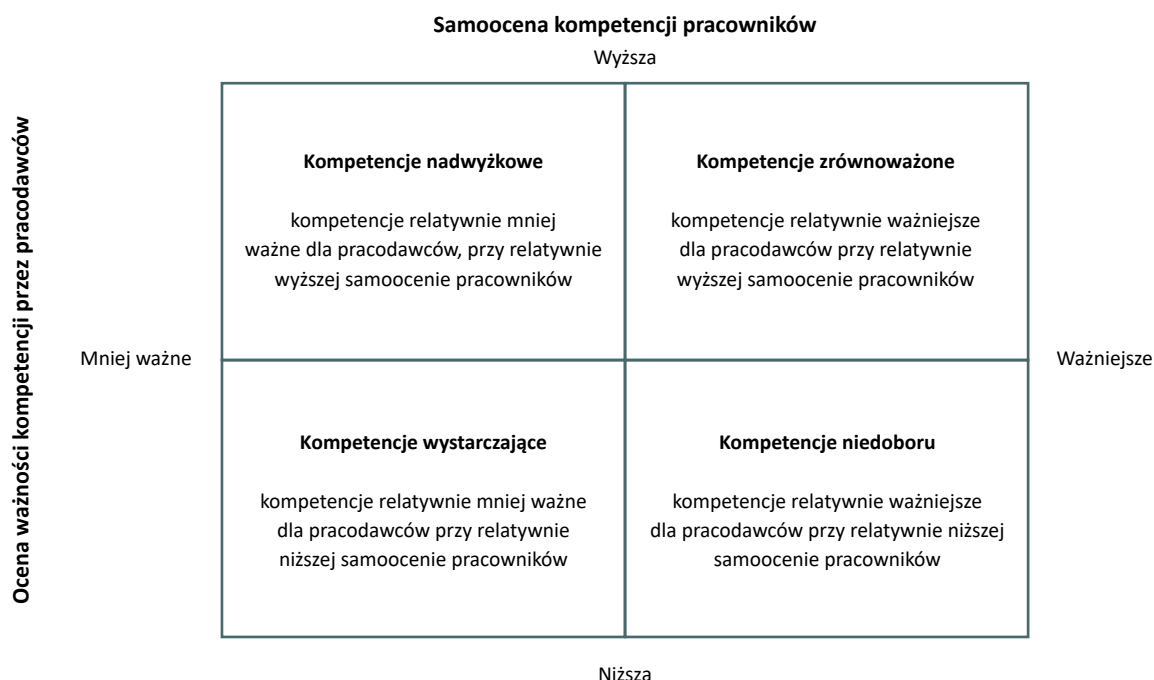 Samoocena kompetencji pracowników
Wyższa
Ocena ważności kompetencji przez pracodawców
Kompetencje nadwyżkowe
kompetencje relatywnie mniej
ważne dla pracodawców, przy relatywnie
wyższej samoocenie pracowników
Kompetencje zrównoważone
kompetencje relatywnie ważniejsze
dla pracodawców przy relatywnie
wyższej samoocenie pracowników
Mniej ważne
Ważniejsze
Kompetencje wystarczające
kompetencje relatywnie mniej ważne
dla pracodawców przy relatywnie
niższej samoocenie pracowników
Kompetencje niedoboru
kompetencje relatywnie ważniejsze
dla pracodawców przy relatywnie niższej
samoocenie pracowników
Niższa